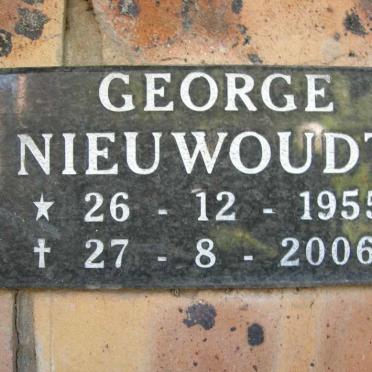 GEORGE
NIEUWOUDT
★ 26 - 12 - 1955
✝ 27 - 8 - 2006